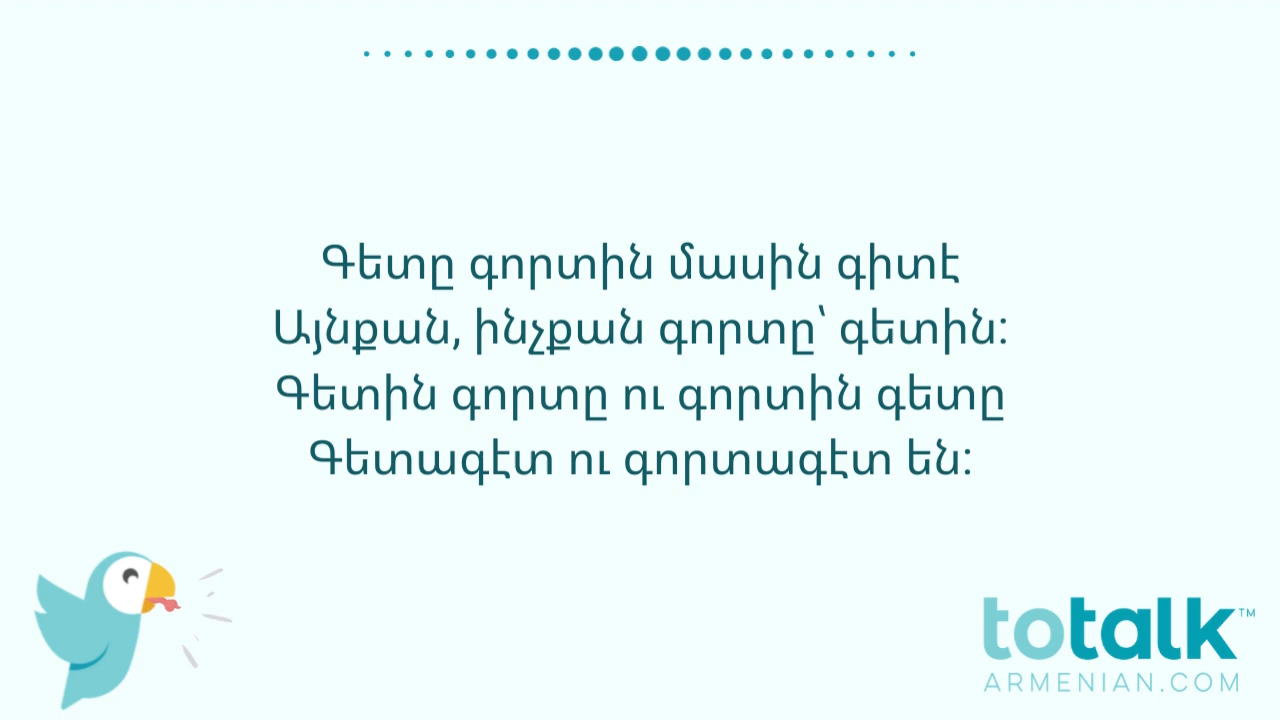 Գետը գորտին մասին գիտէ
Այնքան, ինչքան գորտը՝ գետին:
Գետին գորտը ու գորտին գետը
Գետագէտ ու գորտագէտ են:
totalk™
ARMENIAN.COM